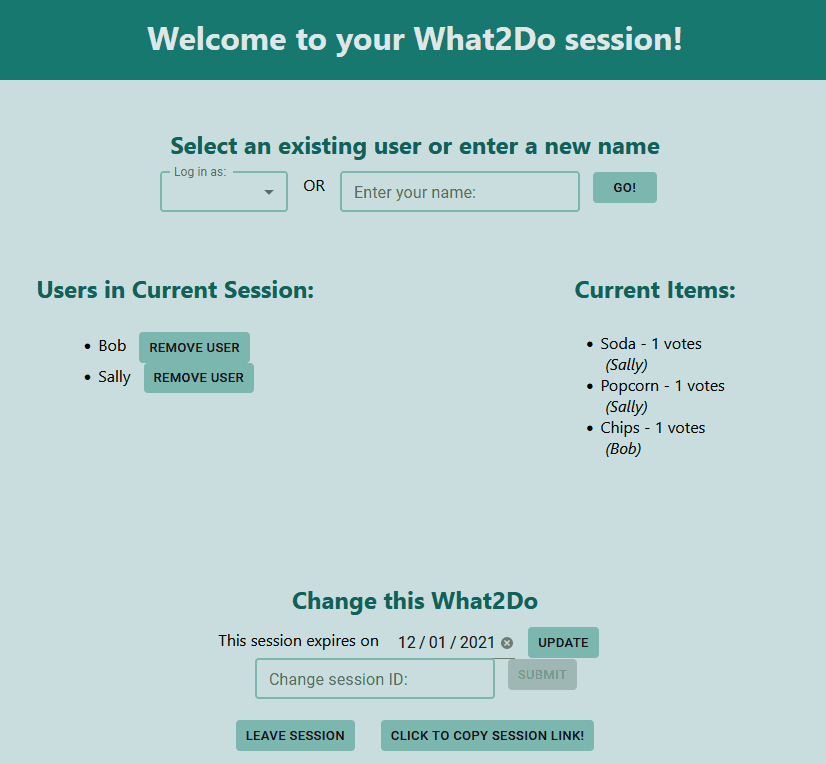 Welcome to your What2Do session!
Select an existing user or enter a new name
Log in as:
OR
Enter your name:
GO!
Users in Current Session:
• Bob REMOVE USER
• Sally REMOVE USER
Current Items:
• Soda - 1 votes
(Sally)
• Popcorn - 1 votes
(Sally)
• Chips - 1 votes
(Bob)
Change this What2Do
This session expires on 12/01/2021 UPDATE
Change session ID: SUBMIT
LEAVE SESSION CLICK TO COPY SESSION LINK!